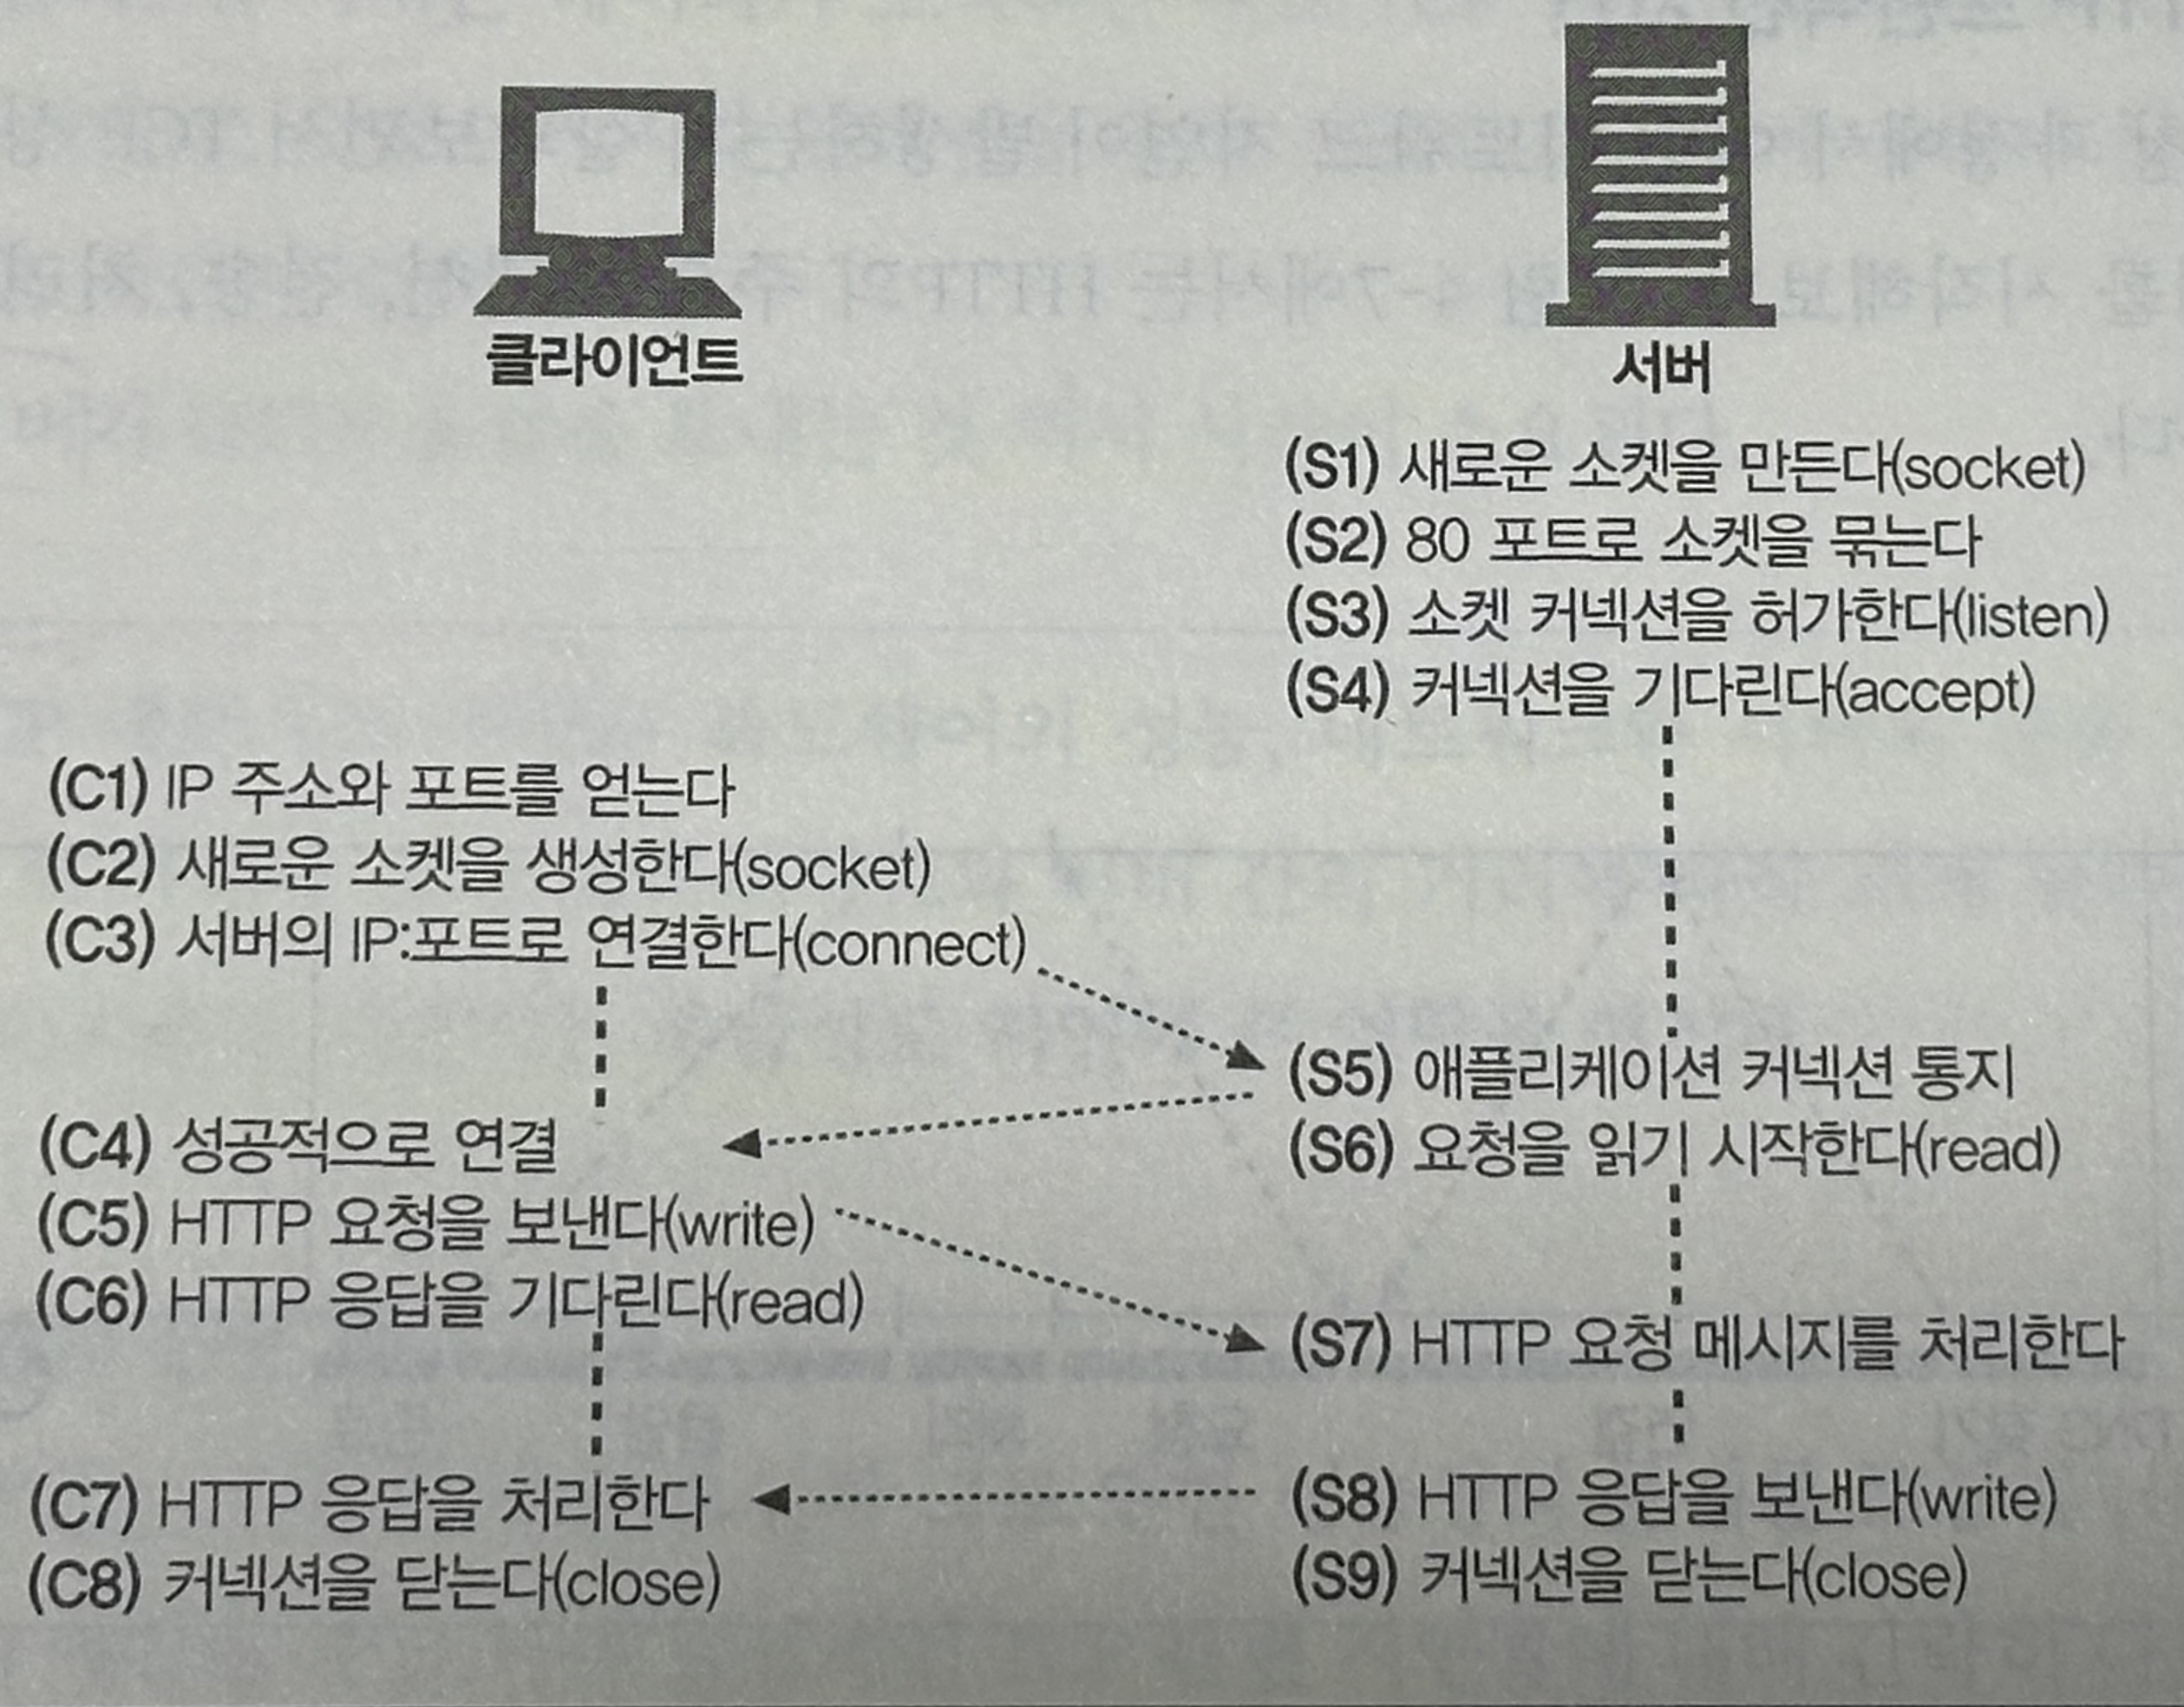 클라이언트
서버
(S1) 새로운 소켓을 만든다(socket)
(S2) 80 포트로 소켓을 묶는다
(S3) 소켓 커넥션을 허가한다(listen)
(S4) 커넥션을 기다린다(accept)
(C1) IP 주소와 포트를 얻는다
(C2) 새로운 소켓을 생성한다(socket)
(C3) 서버의 IP:포트로 연결한다(connect)
(S5) 애플리케이션 커넥션 통지
(S6) 요청을 읽기 시작한다(read)
(C4) 성공적으로 연결
(C5) HTTP 요청을 보낸다(write)
(C6) HTTP 응답을 기다린다(read)
(S7) HTTP 요청 메시지를 처리한다
(C7) HTTP 응답을 처리한다
(C8) 커넥션을 닫는다(close)
(S8) HTTP 응답을 보낸다(write)
(S9) 커넥션을 닫는다(close)